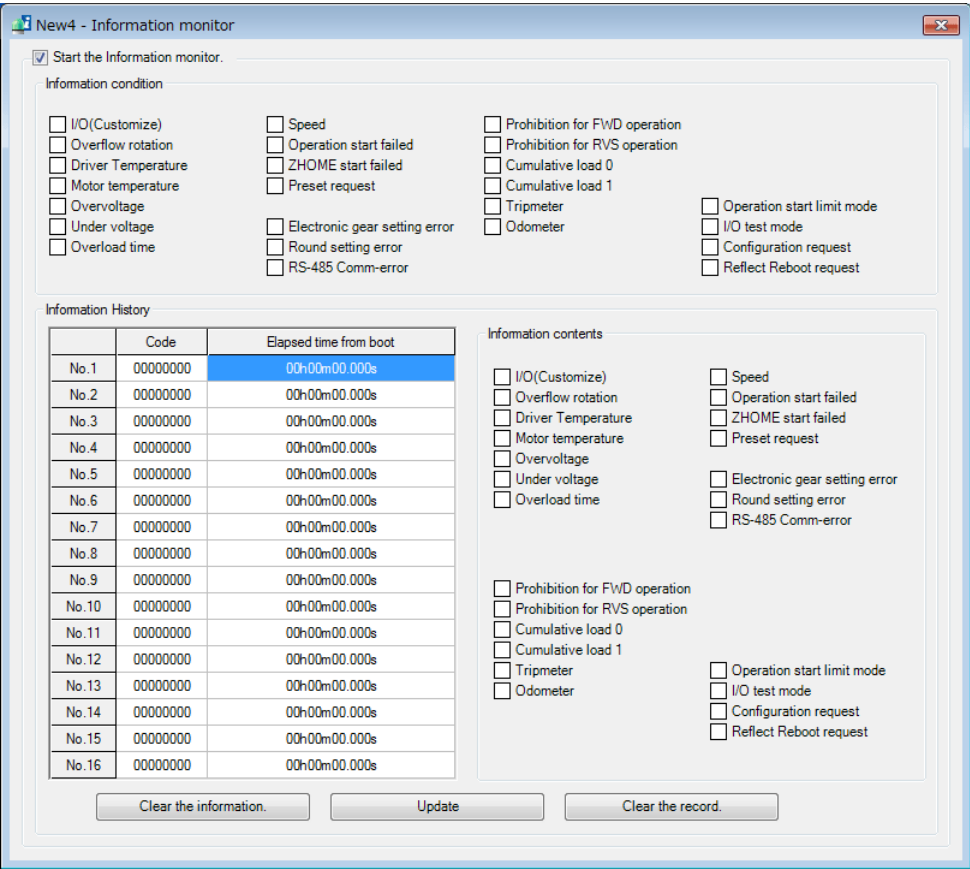 New4 - Information monitor
Start the Information monitor.
Information condition
I/O(Customize)
Overflow rotation
Driver Temperature
Motor temperature
Overvoltage
Under voltage
Overload time
Speed
Operation start failed
ZHOME start failed
Preset request
Electronic gear setting error
Round setting error
RS-485 Comm-error
Prohibition for FWD operation
Prohibition for RVS operation
Cumulative load 0
Cumulative load 1
Tripmeter
Odometer
Operation start limit mode
I/O test mode
Configuration request
Reflect Reboot request
Information History
Code Elapsed time from boot
No.1 00000000 00h00m00.000s
No.2 00000000 00h00m00.000s
No.3 00000000 00h00m00.000s
No.4 00000000 00h00m00.000s
No.5 00000000 00h00m00.000s
No.6 00000000 00h00m00.000s
No.7 00000000 00h00m00.000s
No.8 00000000 00h00m00.000s
No.9 00000000 00h00m00.000s
No.10 00000000 00h00m00.000s
No.11 00000000 00h00m00.000s
No.12 00000000 00h00m00.000s
No.13 00000000 00h00m00.000s
No.14 00000000 00h00m00.000s
No.15 00000000 00h00m00.000s
No.16 00000000 00h00m00.000s
Information contents
I/O(Customize)
Overflow rotation
Driver Temperature
Motor temperature
Overvoltage
Under voltage
Overload time
Speed
Operation start failed
ZHOME start failed
Preset request
Electronic gear setting error
Round setting error
RS-485 Comm-error
Prohibition for FWD operation
Prohibition for RVS operation
Cumulative load 0
Cumulative load 1
Tripmeter
Odometer
Operation start limit mode
I/O test mode
Configuration request
Reflect Reboot request
Clear the information.
Update
Clear the record.